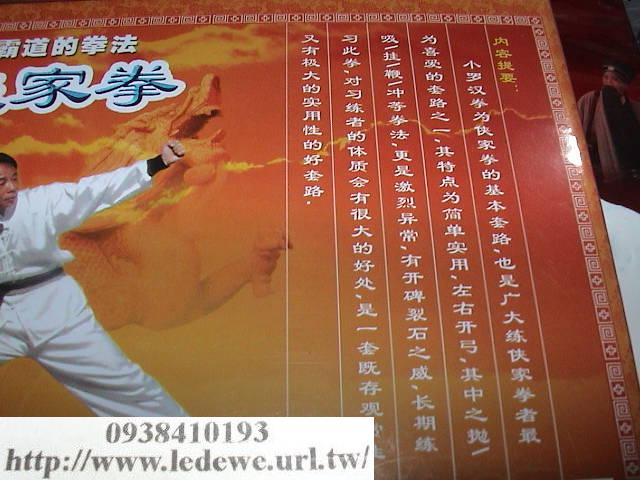 霸道的拳法
家拳
内容提要:
小罗汉拳为侠家拳的基本套路、也是广大练侠家拳者最
为喜爱的套路之一、其特点为简单实用、左右开弓、其中之抛/
吸/挂/鞭/冲等拳法、更是激烈异常、有开碑裂石之威、长期练
习此拳、对习练者的体质会有很大的好处、是一套既存观
又有极大的实用性的好套路.
0938410193
http://www.ledewe.url.tw/